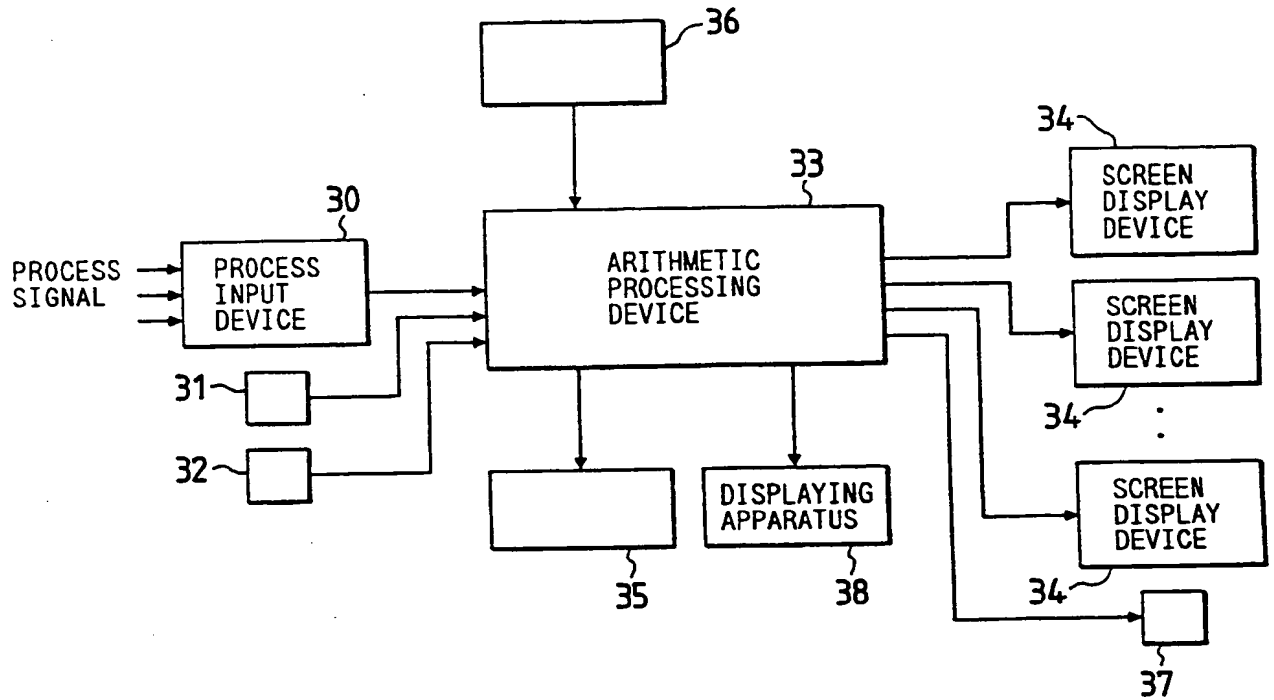 36
34
SCREEN
DISPLAY
DEVICE
33
30
PROCESS
SIGNAL
PROCESS
INPUT
DEVICE
ARITHMETIC
PROCESSING
DEVICE
SCREEN
DISPLAY
DEVICE
31
34
32
DISPLAYING
APPARATUS
SCREEN
DISPLAY
DEVICE
35
38
34
37